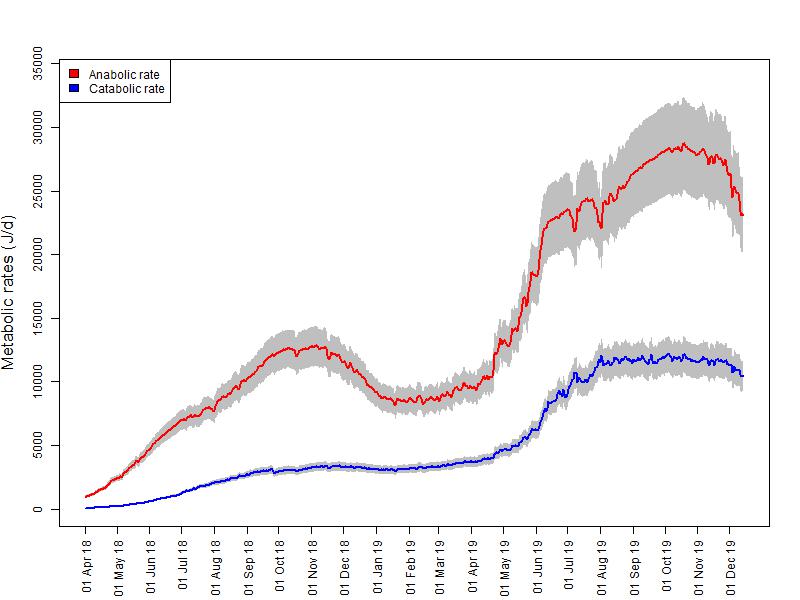 Anabolic rate
Catabolic rate
Metabolic rates (J/d)
35000
30000
25000
20000
15000
10000
5000
0
01 Apr 18
01 May 18
01 Jun 18
01 Jul 18
01 Aug 18
01 Sep 18
01 Oct 18
01 Nov 18
01 Dec 18
01 Jan 19
01 Feb 19
01 Mar 19
01 Apr 19
01 May 19
01 Jun 19
01 Jul 19
01 Aug 19
01 Sep 19
01 Oct 19
01 Nov 19
01 Dec 19